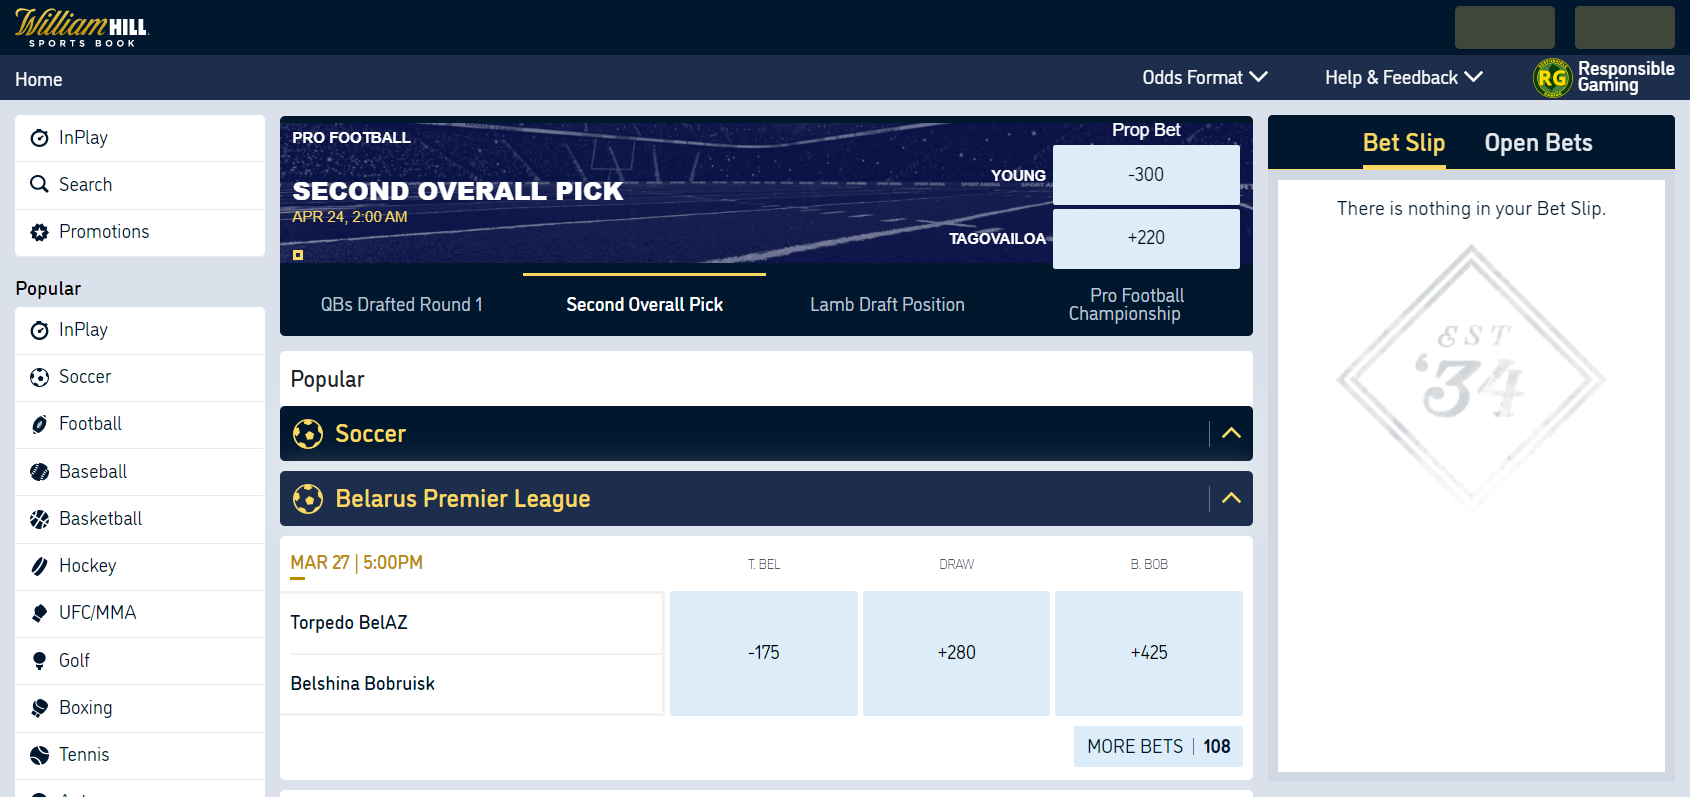 William HILL
SPORTS BOOK
Home
Odds Format
Help & Feedback
RG
Responsible
Gaming
InPlay
Search
Promotions
Popular
InPlay
Soccer
Football
Baseball
Basketball
Hockey
UFC/MMA
Golf
Boxing
Tennis
PRO FOOTBALL
SECOND OVERALL PICK
APR 24, 2:00 AM
Prop Bet
YOUNG
-300
TAGOVAILOA
+220
QBs Drafted Round 1
Second Overall Pick
Lamb Draft Position
Pro Football
Championship
Popular
Soccer
Belarus Premier League
MAR 27 | 5:00PM
T. BEL
DRAW
B. BOB
Torpedo BelAZ
Belshina Bobruisk
-175
+280
+425
MORE BETS | 108
Bet Slip
Open Bets
There is nothing in your Bet Slip.
EST
‘34